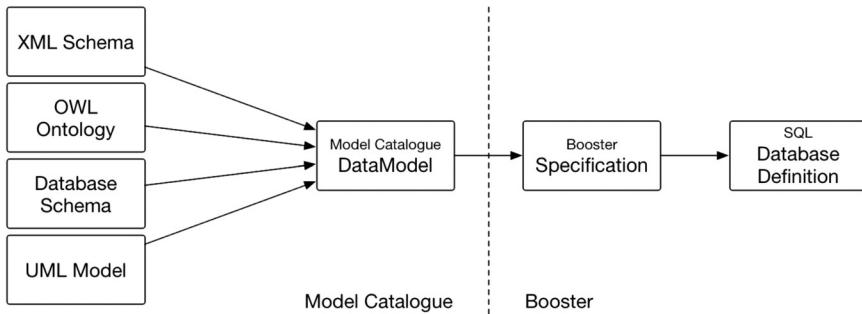 XML Schema
OWL
Ontology
Database
Schema
UML Model
Model Catalogue
DataModel
Booster
Specification
SQL
Database
Definition
Model Catalogue
Booster